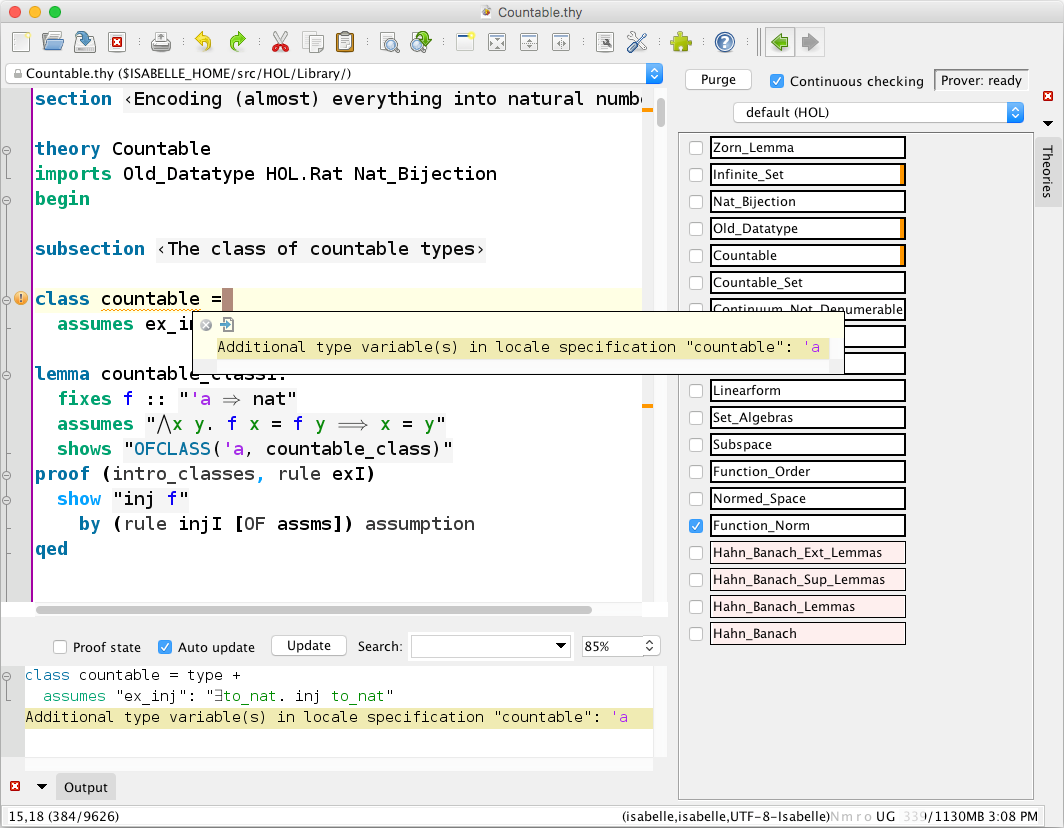 Countable.thy
Countable.thy ($ISABELLE_HOME/src/HOL/Library/)
section ‹Encoding (almost) everything into natural
theory Countable
imports Old_Datatype HOL.Rat Nat_Bijection
begin
subsection ‹The class of countable types›
class countable =
assumes
Additional type variable(s) in locale specification "countable": 'a
lemma
fixes f :: "'a ⇒ nat"
assumes "⋀x y. f x = f y ⟹ x = y"
shows "OFCLASS('a, countable_class)"
proof (intro_classes, rule exI)
show "inj f"
by (rule injI [OF assms]) assumption
qed
Purge
Continuous checking
Prover: ready
default (HOL)
Theories
Zorn_Lemma
Infinite_Set
Nat_Bijection
Old_Datatype
Countable
Countable_Set
Continuum_Not_Denumerable
Linearform
Set_Algebras
Subspace
Function_Order
Normed_Space
Function_Norm
Hahn_Banach_Ext_Lemmas
Hahn_Banach_Sup_Lemmas
Hahn_Banach_Lemmas
Hahn_Banach
Proof state
Auto update
Update
Search:
85%
class countable = type +
assumes "ex_inj": "∃to_nat. inj to_nat"
Additional type variable(s) in locale specification "countable": 'a
Output
15,18 (384/9626)
(isabelle,isabelle,UTF-8-Isabelle)N m r o UG 339/1130MB 3:08 PM